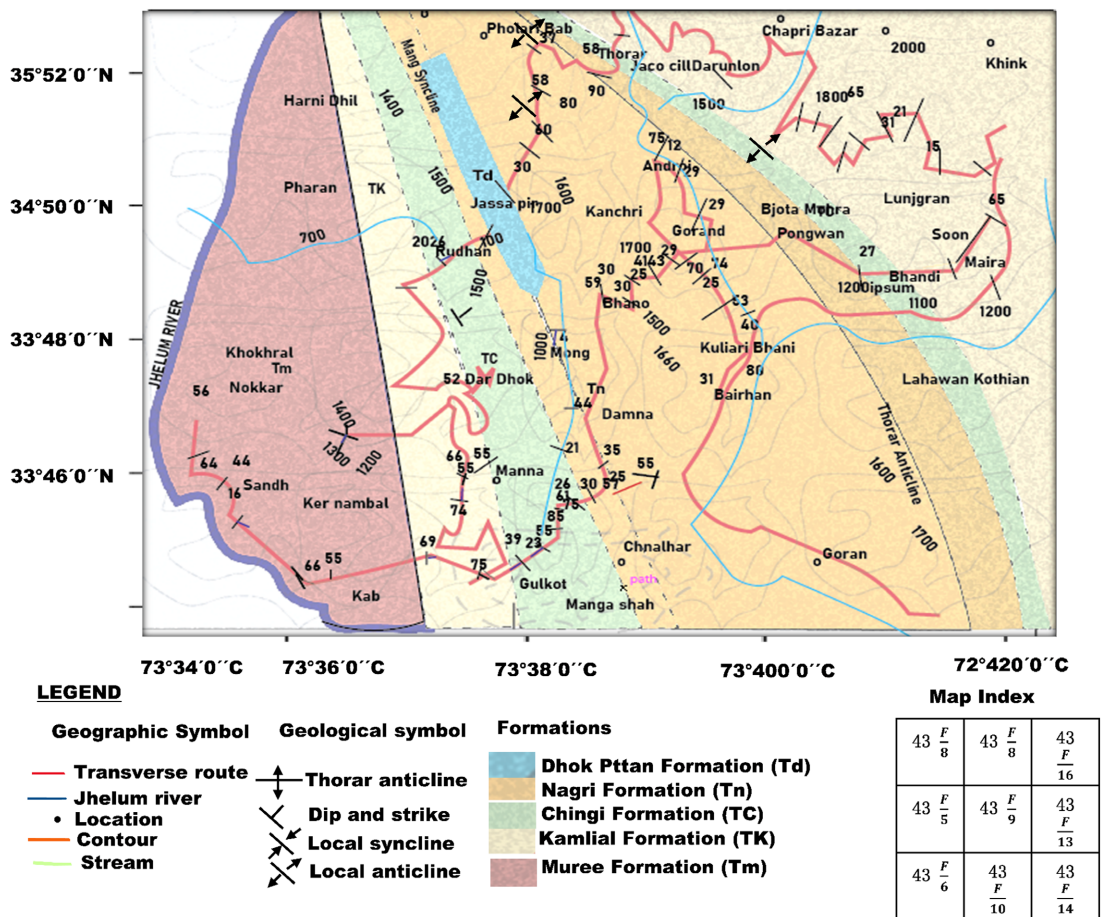 Photari Bab
37
58
Thorar
Chapri Bazar
2000
Khink
35°52´0´´N
Mang Syncline
Jaco cillDarunlon
58
80
90
1500
1800
65
21
31
Harni Dhil
1400
60
75
12
15
30
29
Pharan
TK
1500
Td
Jassa pin
1700
1600
Kanchri
29
Lunjgran
65
34°50´0´´N
Bjota Mohra
Gorand
Pongwan
Soon
700
2026
Rudhan
1700
29
27
Maira
4143
70
74
30
25
25
Bhandi
59
30
1200
ipsum
1500
Bhano
53
1100
1200
JHELUM RIVER
1500
40
33°48´0´´N
1000
Mong
1660
Kuliari Bhani
Khokhral
Tm
TC
80
52 Dar Dhok
31
Lahawan Kothian
56
Nokkar
Tn
Bairhan
44
Damna
1400
Thorar Anticline
1300
1200
21
35
64
44
66
55
55
Manna
55
1600
33°46´0´´N
Sandh
16
26
30
57
25
61
75
Ker nambal
74
85
55
1700
69
39
23
Chnalhar
Goran
66
55
75
Gulkot
path
Kab
Manga shah
73°34´0´´C
73°36´0´´C
73°38´0´´C
73°400´0´´C
72°420´0´´C
LEGEND
Map Index
Geographic Symbol
Geological symbol
Formations
Transverse route
Thorar anticline
Dhok Pttan Formation (Td)
Jhelum river
Nagri Formation (Tn)
Location
Dip and strike
Chingi Formation (TC)
Contour
Local syncline
Kamlial Formation (TK)
Stream
Local anticline
Muree Formation (Tm)
43 F/8 43 F/8 43 F/16
43 F/5 43 F/9 43 F/13
43 F/6 43 F/10 43 F/14